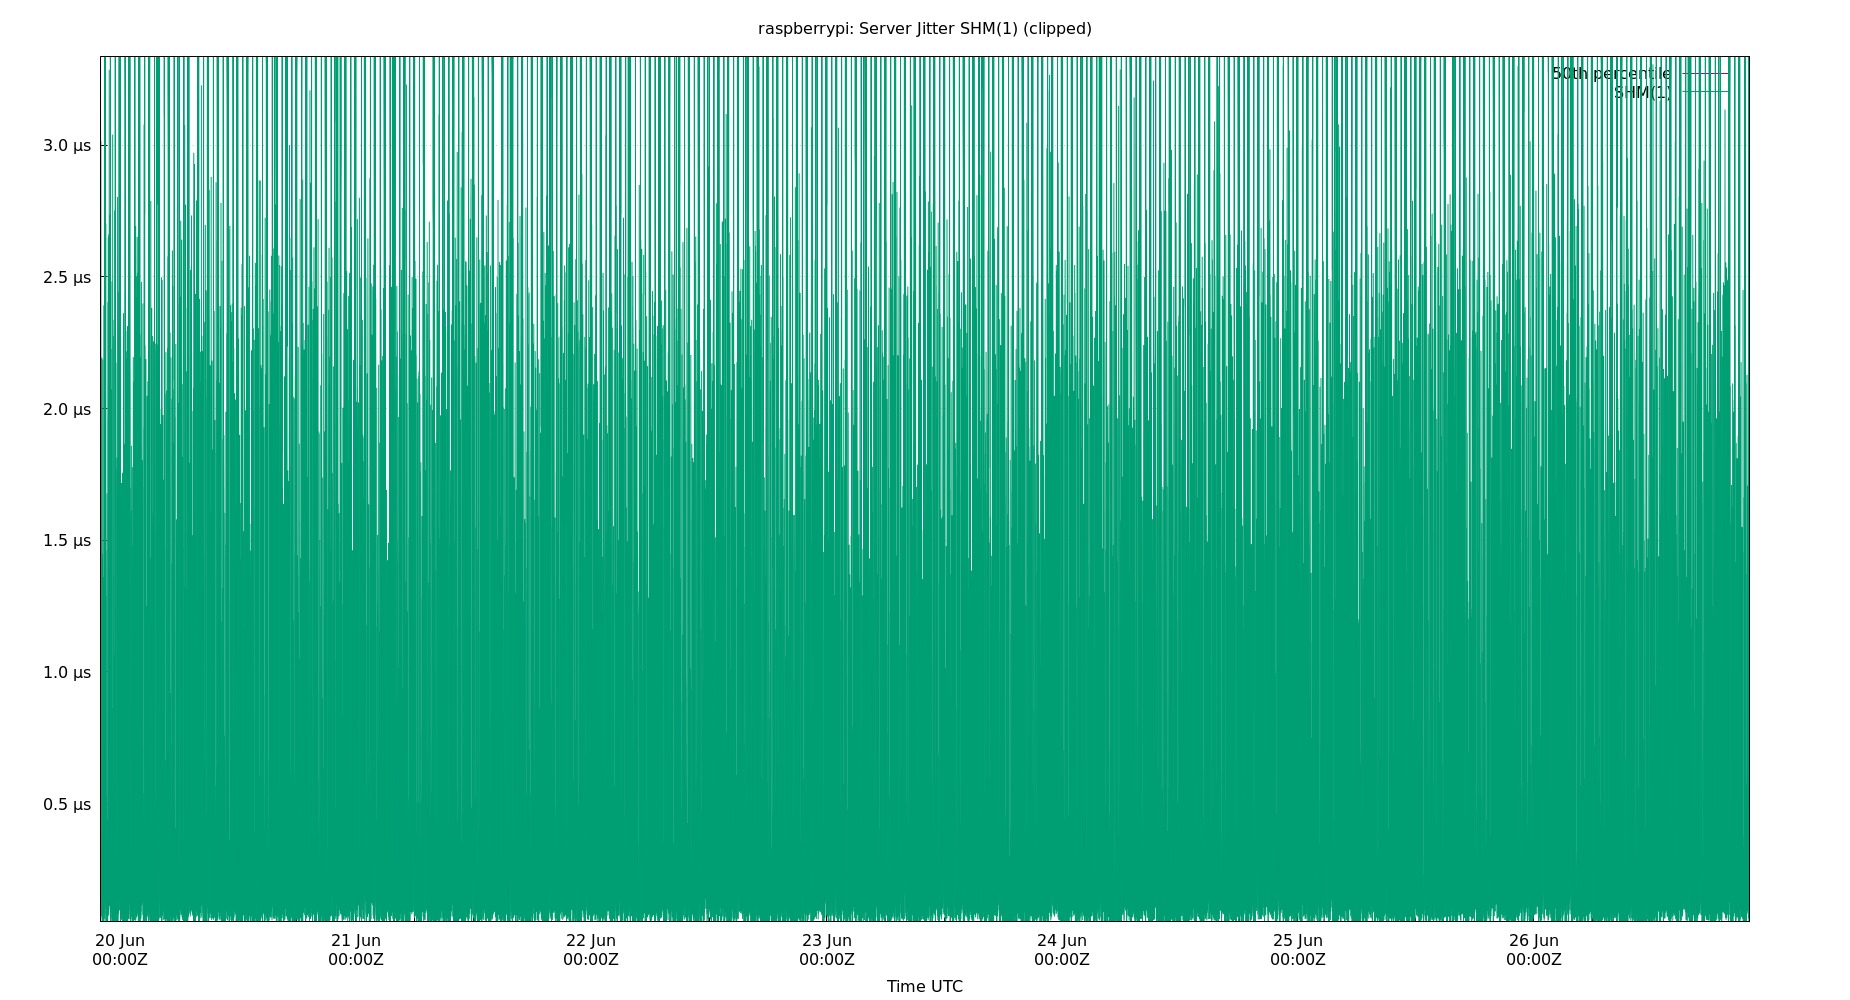 raspberrypi: Server Jitter SHM(1) (clipped)
50th percentile
SHM(1)
3.0 µs
2.5 µs
2.0 µs
1.5 µs
1.0 µs
0.5 µs
20 Jun 21 Jun 22 Jun 23 Jun 24 Jun 25 Jun 26 Jun
00:00Z 00:00Z 00:00Z 00:00Z 00:00Z 00:00Z 00:00Z
Time UTC